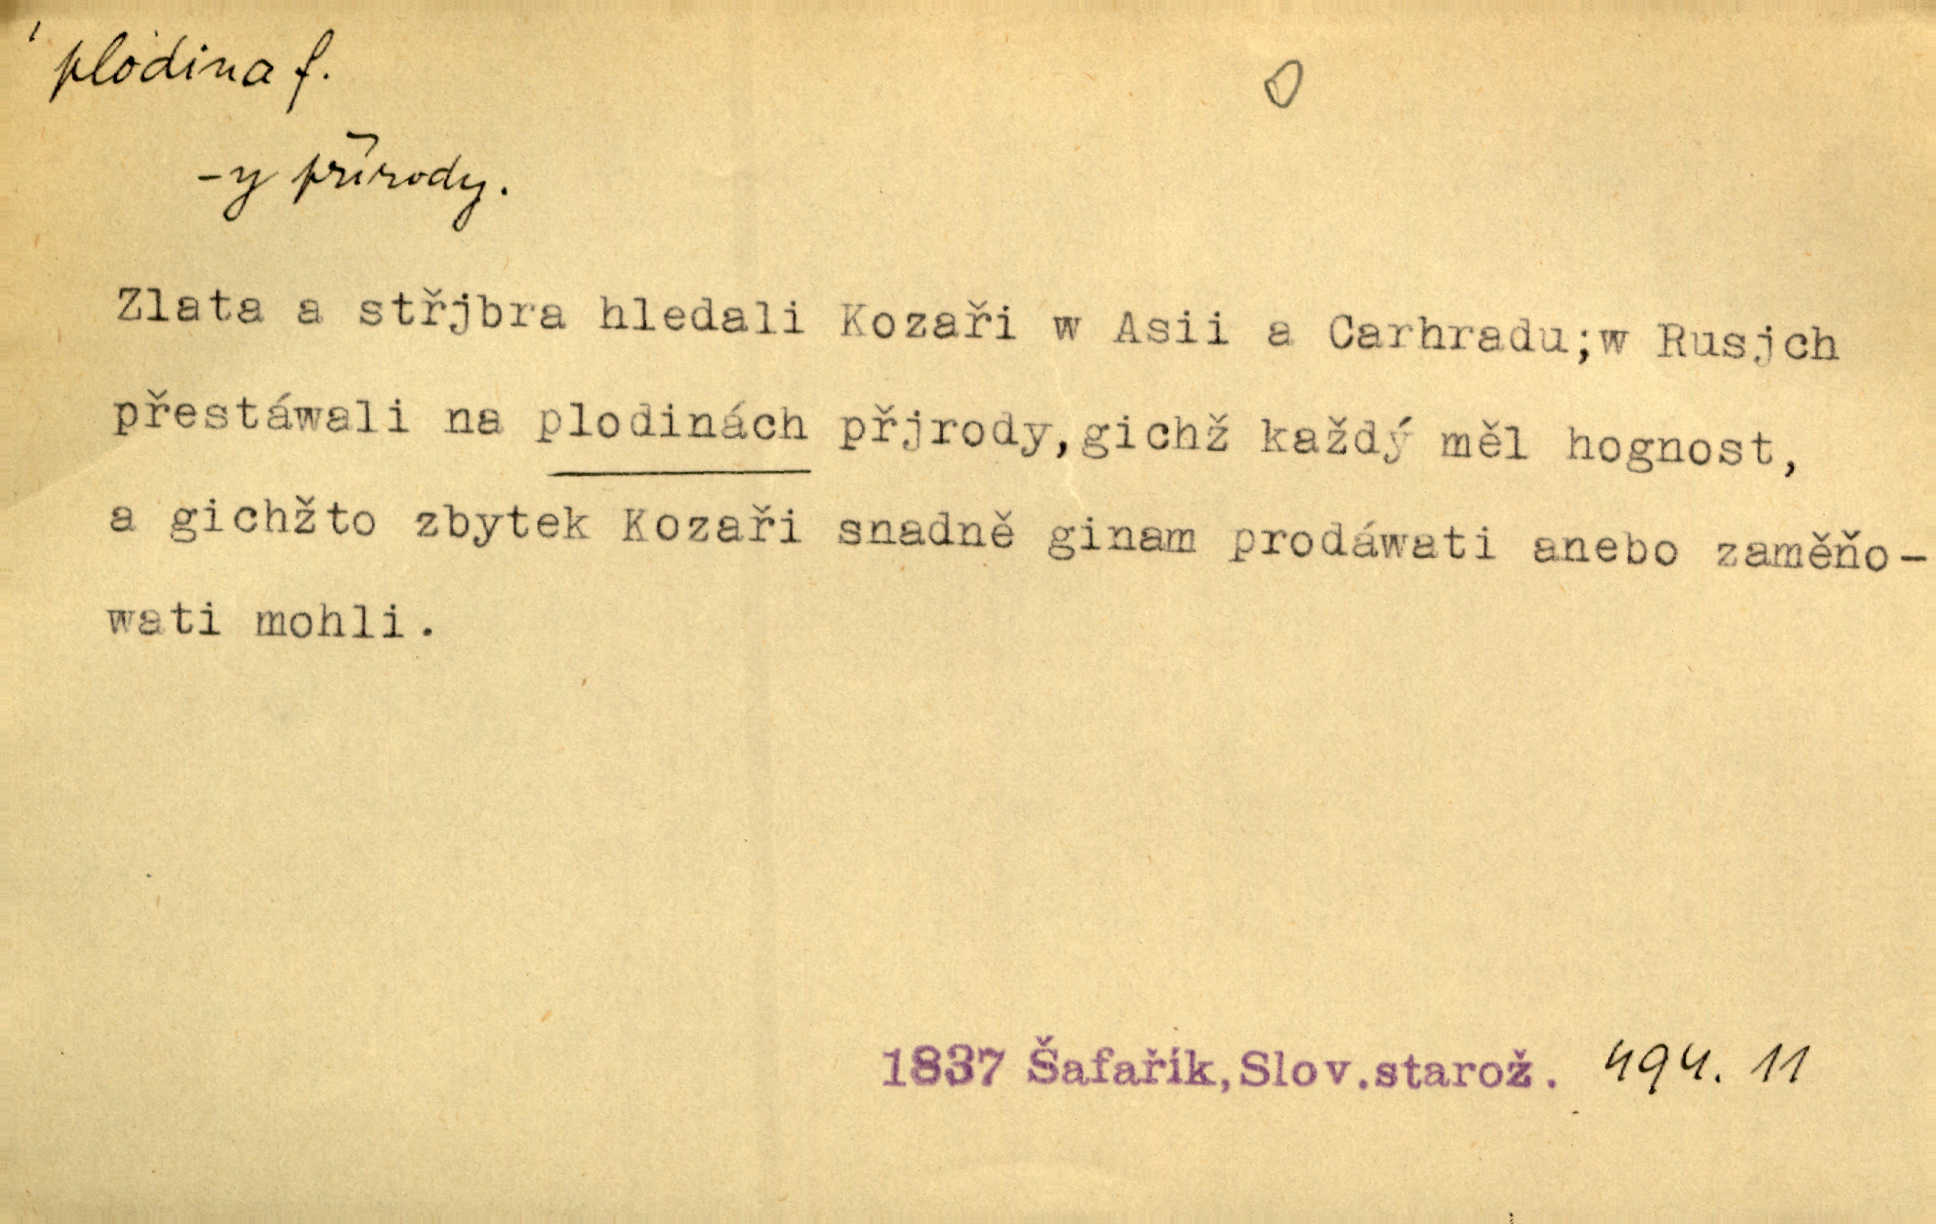 plodina f.
-y přírody.
Zlata a střjbra hledali Kozaři w Asii a Carhradu;w Rusjch
přestáwali na plodinách přjrody,gichž každý měl hognost,
a gichžto zbytek Kozaři snadně ginam prodáwati anebo zaměňo-
wati mohli.
1837 Šafařík,Slov.starož. 494. 11